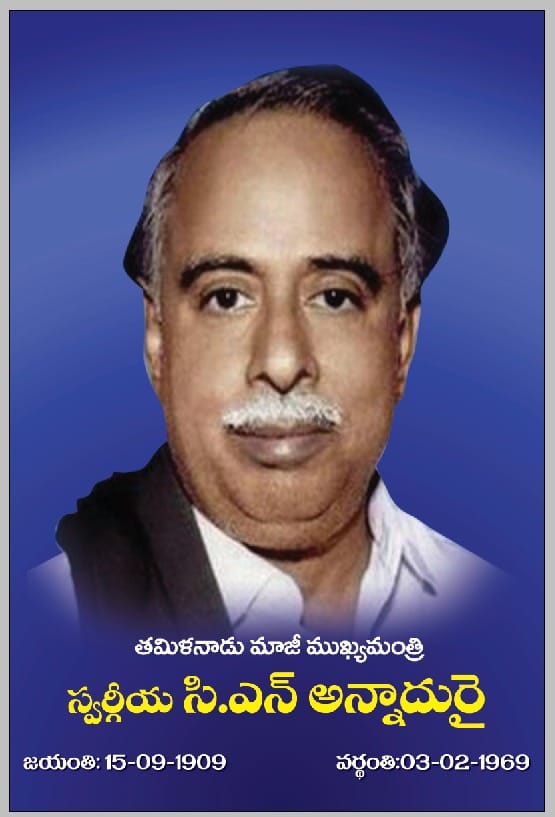 తమిళనాడు మాజీ ముఖ్యమంత్రి
స్వర్గీయ సి.ఎన్ అన్నాదురై
జయంతి: 15-09-1909 వర్థంతి:03-02-1969